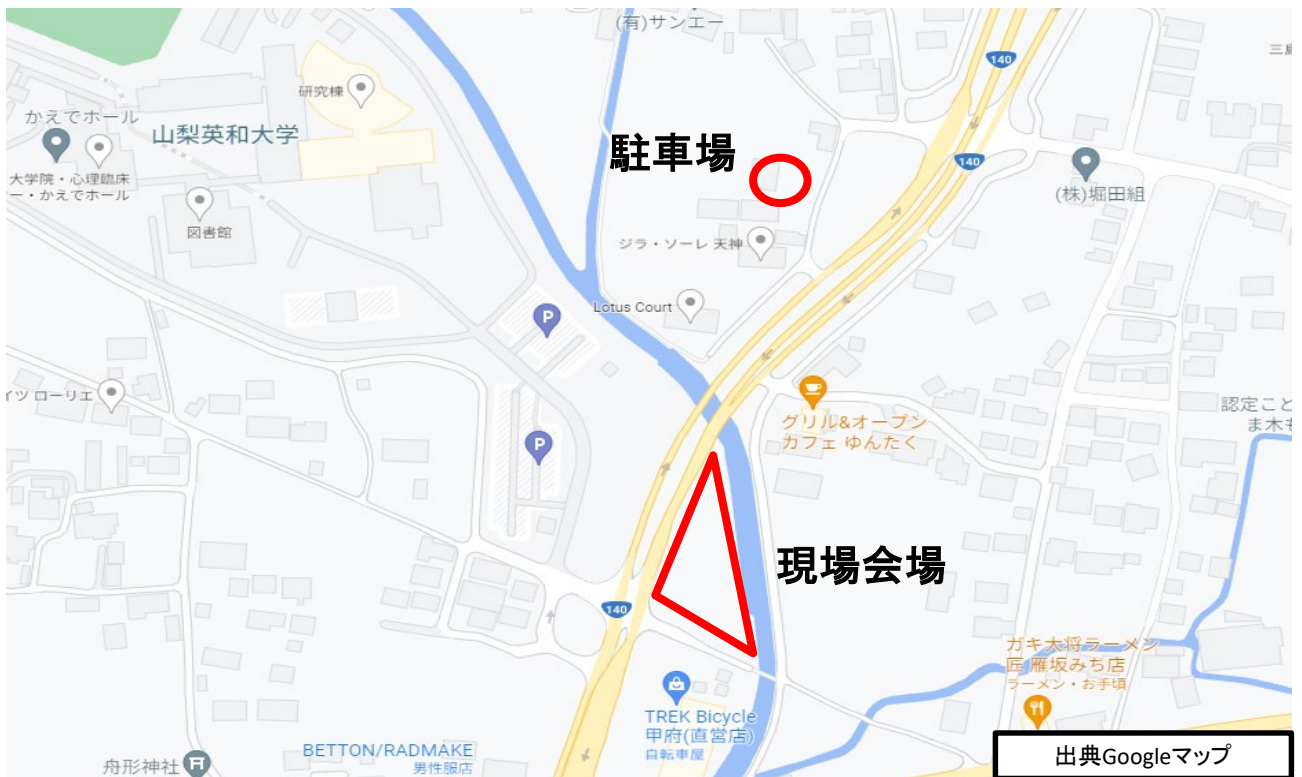 (有)サンエー
140
三
研究棟
かえでホール
山梨英和大学
駐車場
140
(株)堀田組
大学院・心理臨床
ー・かえでホール
図書館
ジラ・ソーレ 天神
Lotus Court
P
イツ ローリエ
グリル&オープン
カフェ ゆんたく
認定こと
ま木も
P
現場会場
140
ガキ大将ラーメン
匠 雁坂みち店
ラーメン・お手頃
TREK Bicycle
甲府(直営店)
自転車屋
BETTON/RADMAKE
男性服店
舟形神社
出典Googleマップ